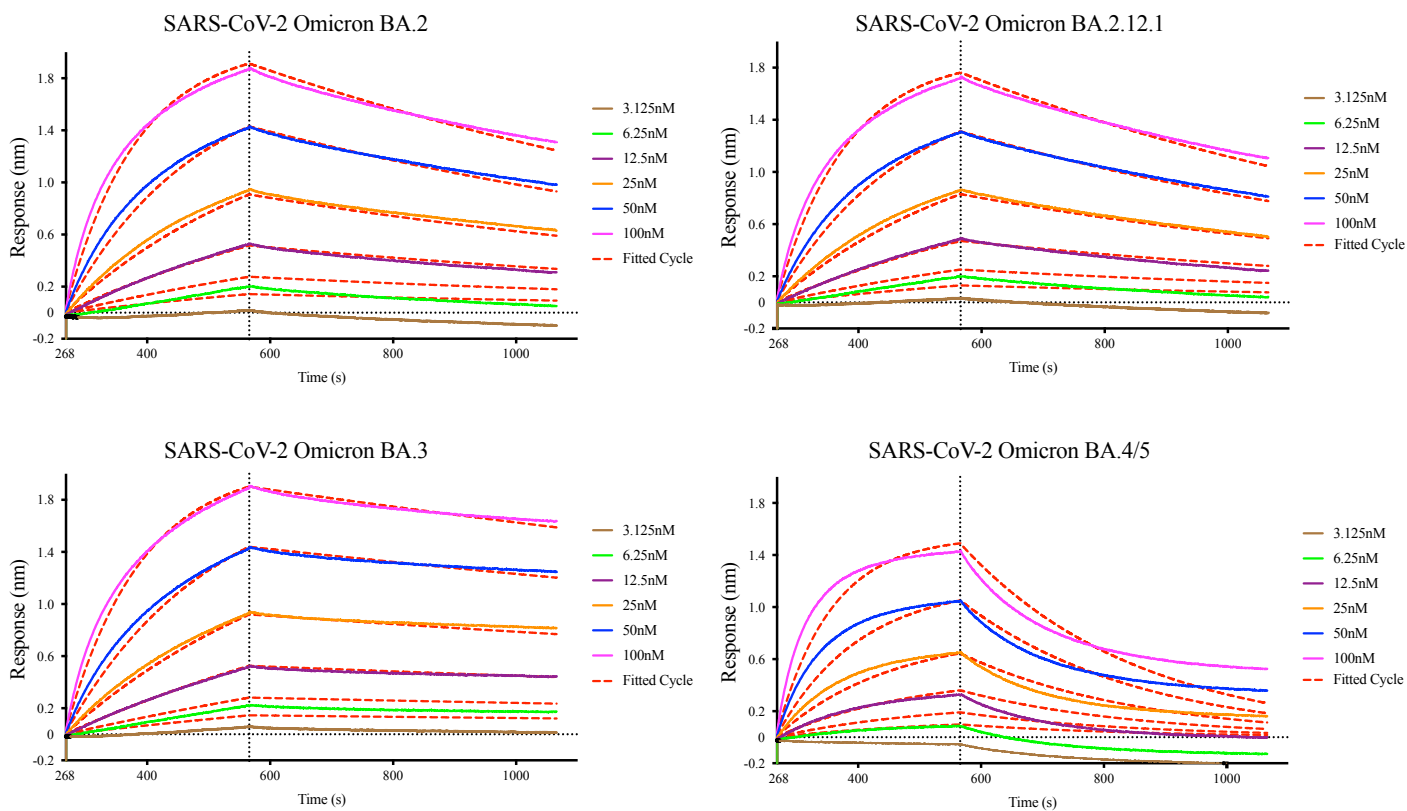 SARS-CoV-2 Omicron BA.2
Response (nm)
1.8
1.4
1.0
0.6
0.2
0
-0.2
268
400
600
800
1000
Time (s)
3.125nM
6.25nM
12.5nM
25nM
50nM
100nM
Fitted Cycle
SARS-CoV-2 Omicron BA.2.12.1
Response (nm)
1.8
1.4
1.0
0.6
0.2
0
-0.2
268
400
600
800
1000
Time (s)
3.125nM
6.25nM
12.5nM
25nM
50nM
100nM
Fitted Cycle
SARS-CoV-2 Omicron BA.3
Response (nm)
1.8
1.4
1.0
0.6
0.2
0
-0.2
268
400
600
800
1000
Time (s)
3.125nM
6.25nM
12.5nM
25nM
50nM
100nM
Fitted Cycle
SARS-CoV-2 Omicron BA.4/5
Response (nm)
1.8
1.4
1.0
0.6
0.2
0
-0.2
268
400
600
800
1000
Time (s)
3.125nM
6.25nM
12.5nM
25nM
50nM
100nM
Fitted Cycle